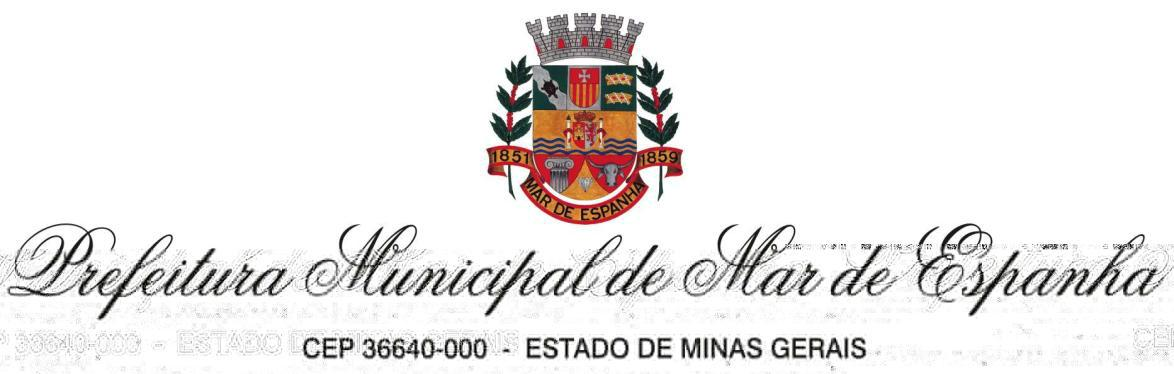 1851 1859
MAR DE ESPANHA
Prefeitura Municipal de Mar de Espanha
CEP 36640-000 - ESTADO DE MINAS GERAIS